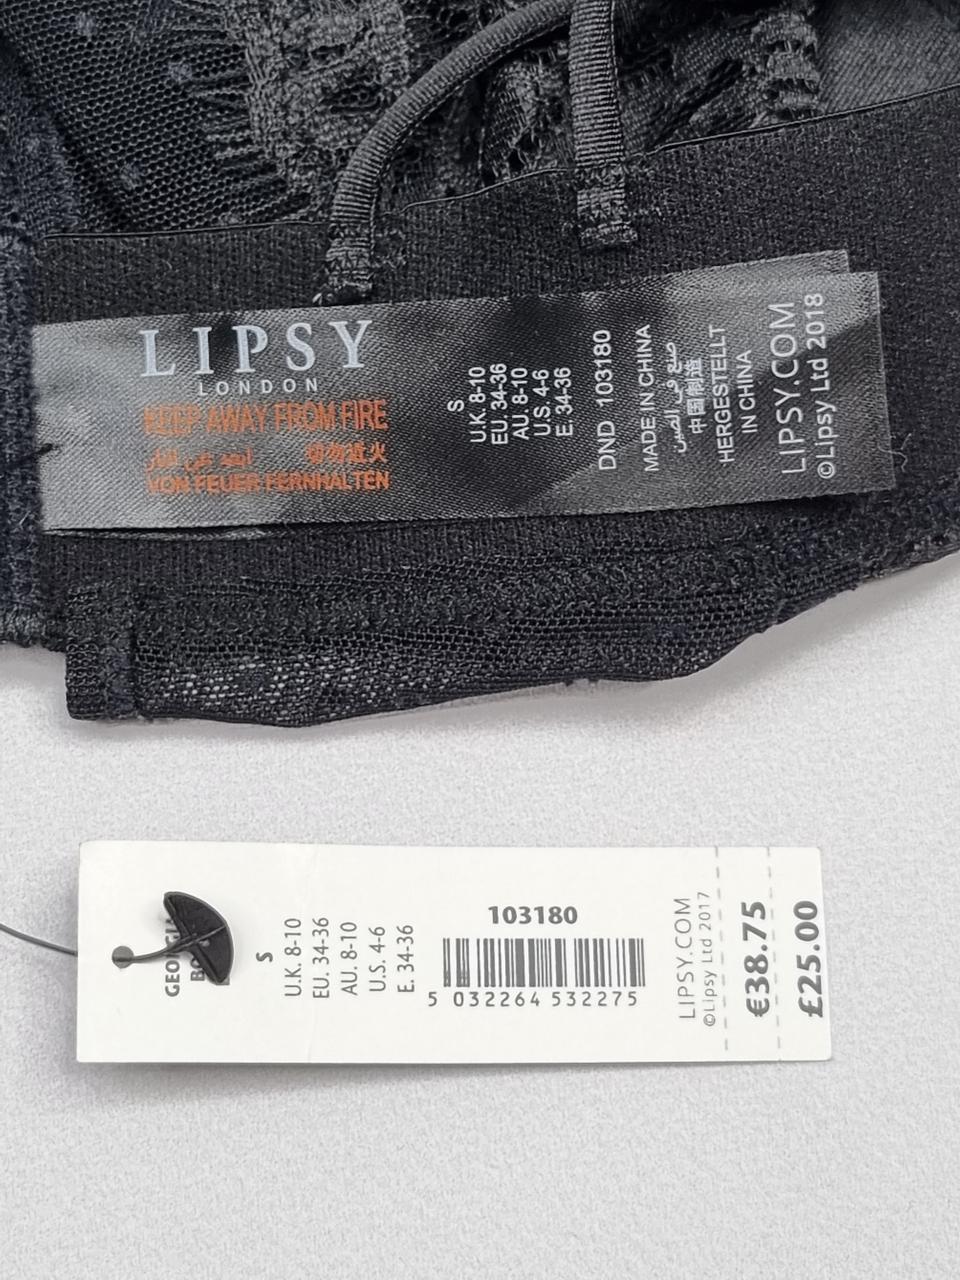 LIPSY
LONDON
KEEP AWAY FROM FIRE
ابتعد عن النار 切勿近火
VON FEUER FERNHALTEN
S
U.K. 8-10
EU. 34-36
AU. 8-10
U.S. 4-6
E. 34-36
DND 103180
MADE IN CHINA
صنع في الصين
中国制造
HERGESTELLT
IN CHINA
LIPSY.COM
©Lipsy Ltd 2018
S
U.K. 8-10
EU. 34-36
AU. 8-10
U.S. 4-6
E. 34-36
103180
5 032264 532275
LIPSY.COM
©Lipsy Ltd 2017
€38.75
£25.00